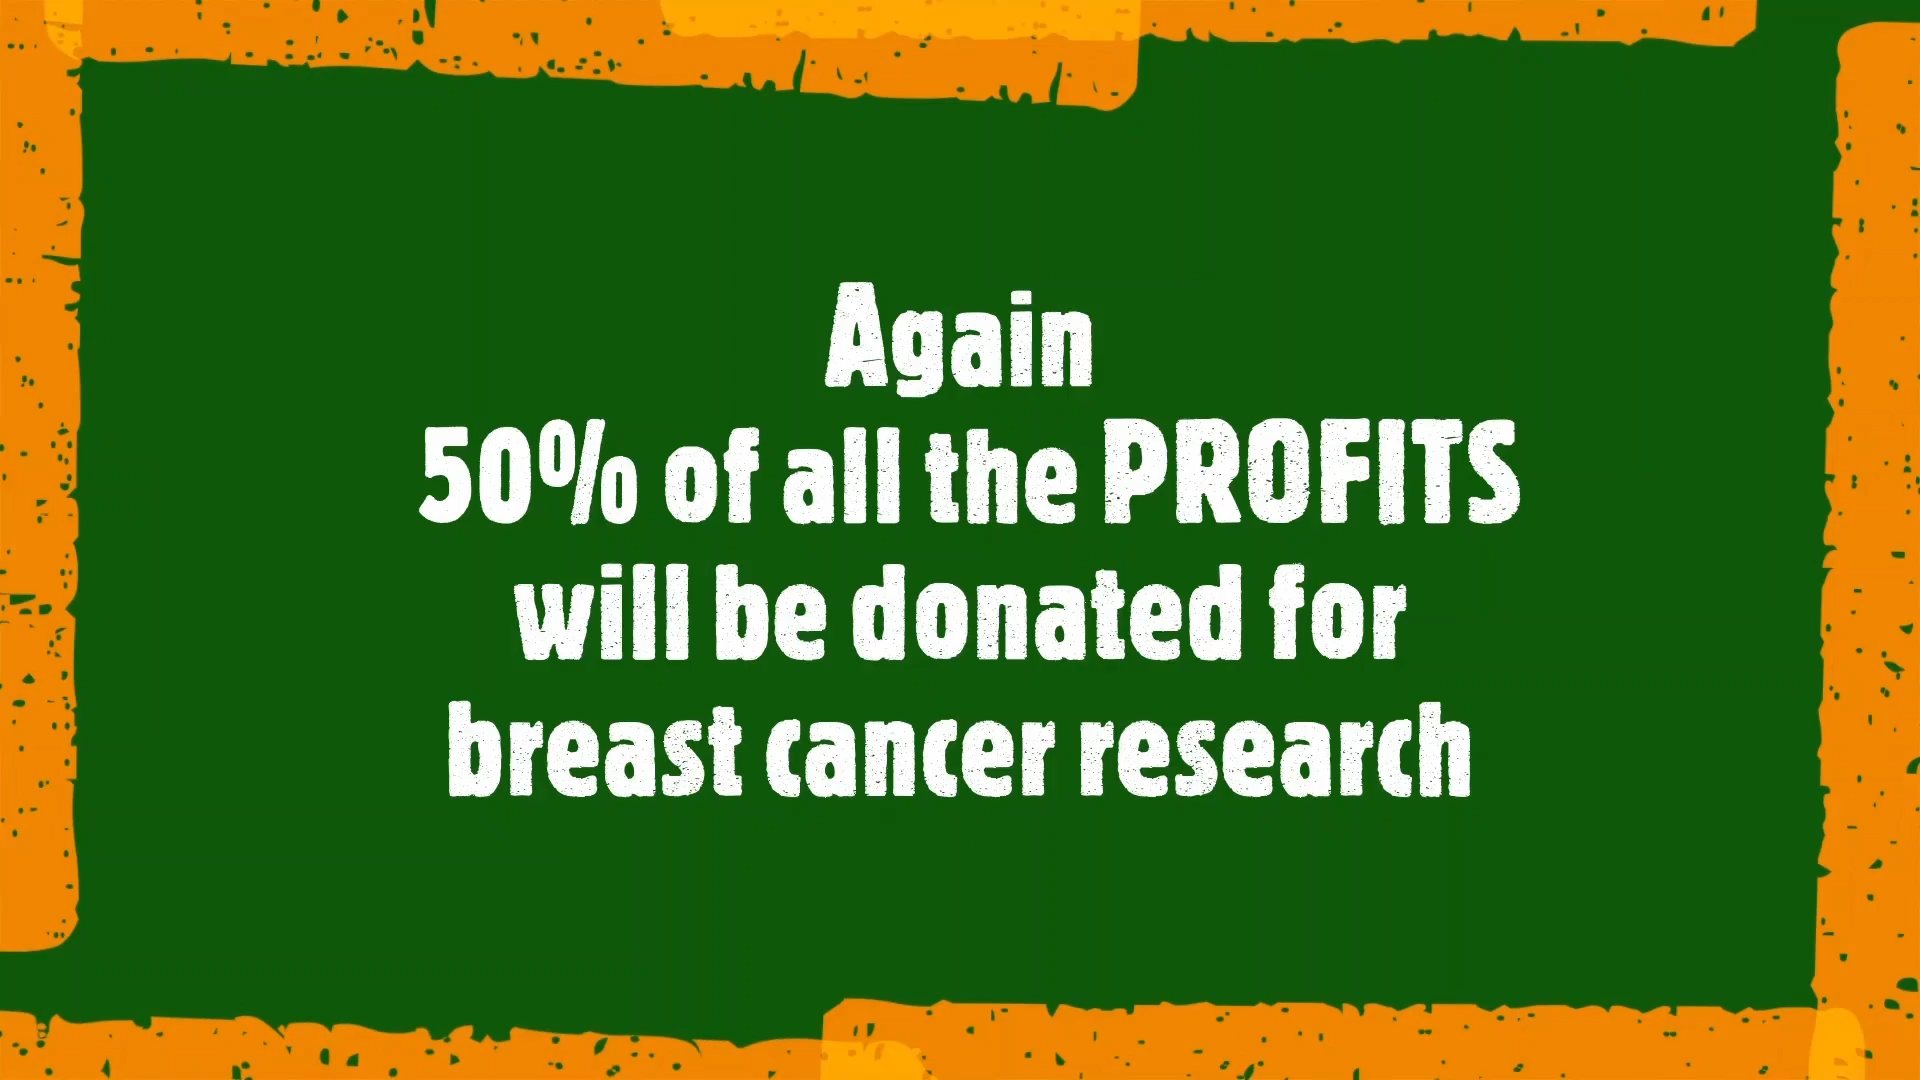 Again
50% of all the PROFITS
will be donated for
breast cancer research